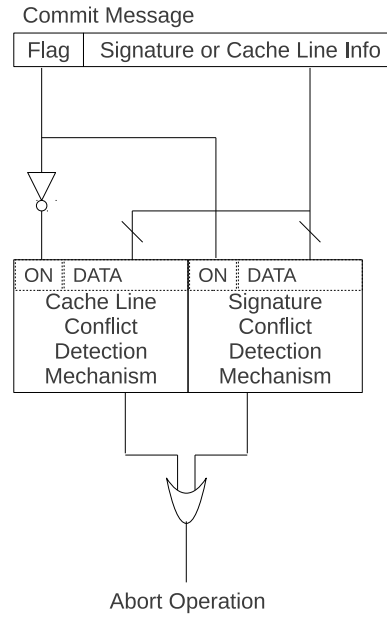 Commit Message
Flag Signature or Cache Line Info
ON DATA ON DATA
Cache Line
Conflict
Detection
Mechanism
Signature
Conflict
Detection
Mechanism
Abort Operation